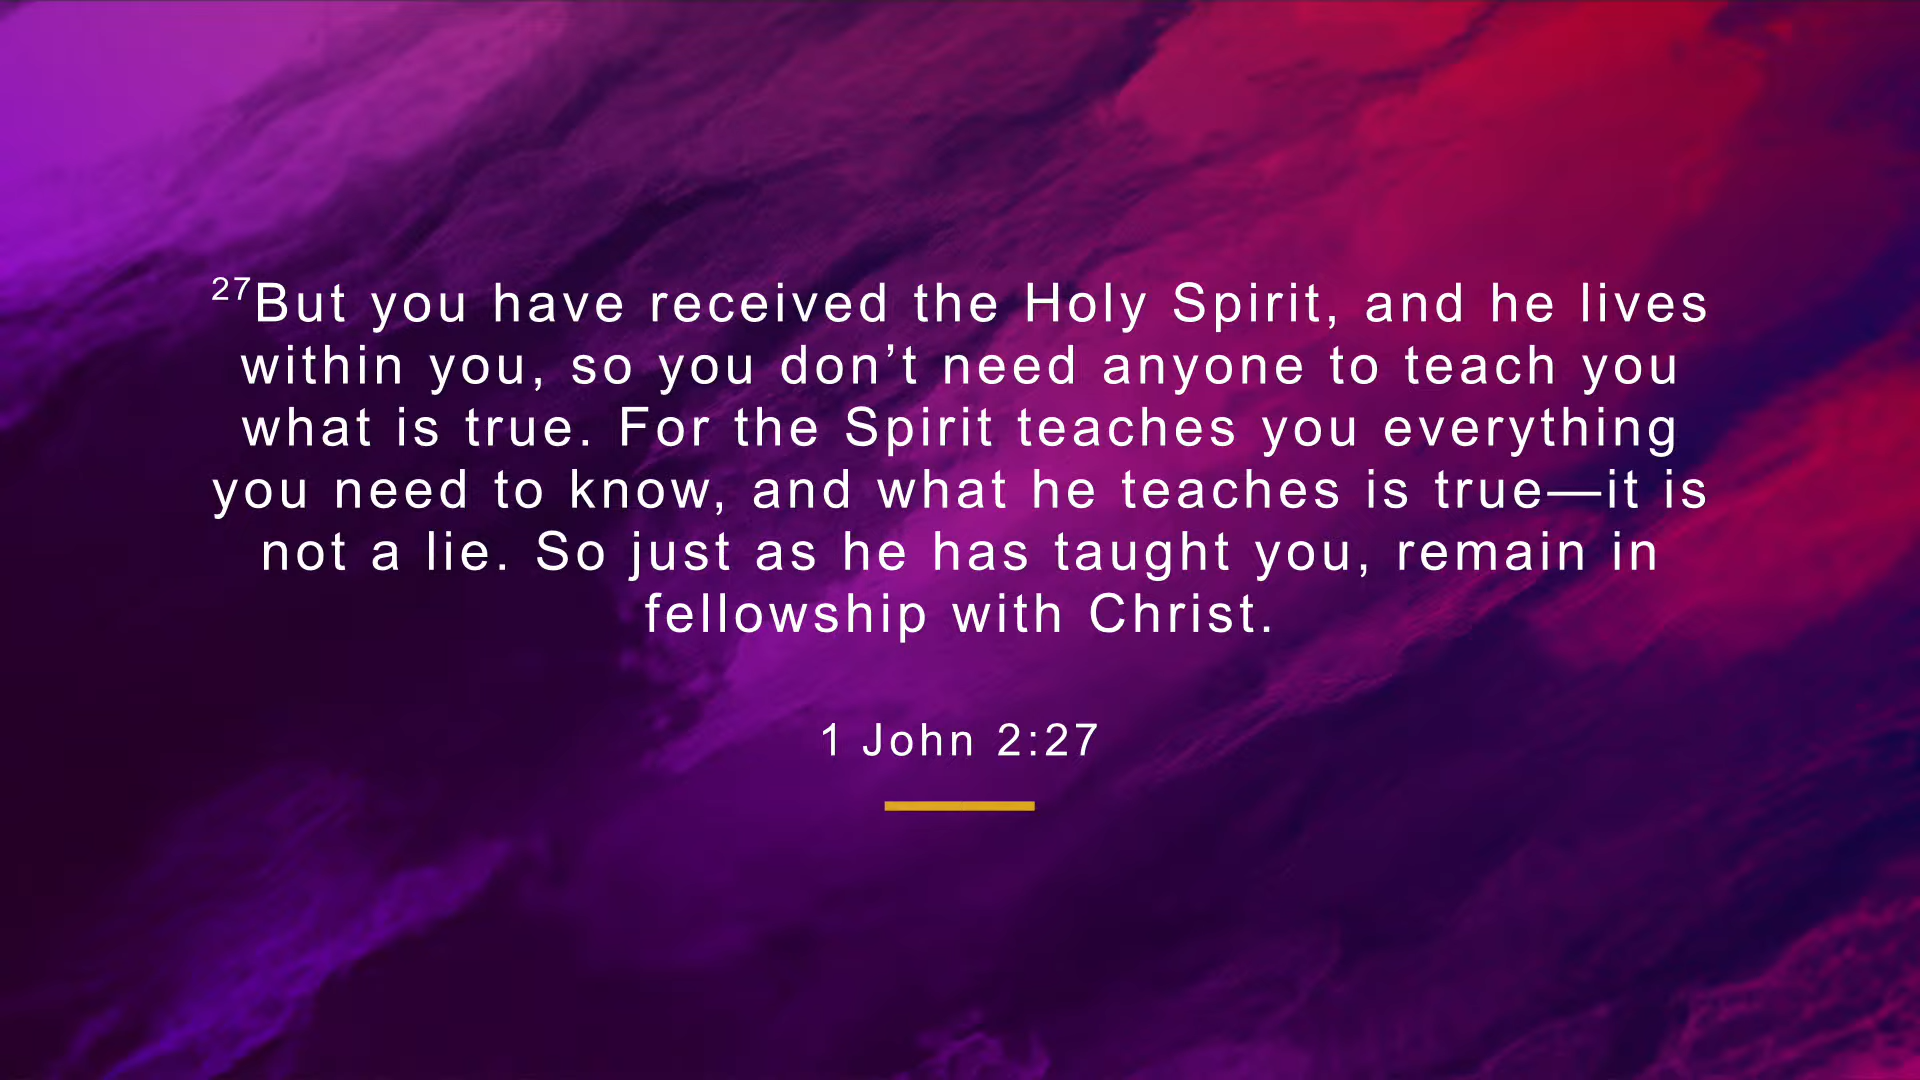 ²⁷But you have received the Holy Spirit, and he lives
within you, so you don’t need anyone to teach you
what is true. For the Spirit teaches you everything
you need to know, and what he teaches is true—it is
not a lie. So just as he has taught you, remain in
fellowship with Christ.
1 John 2:27